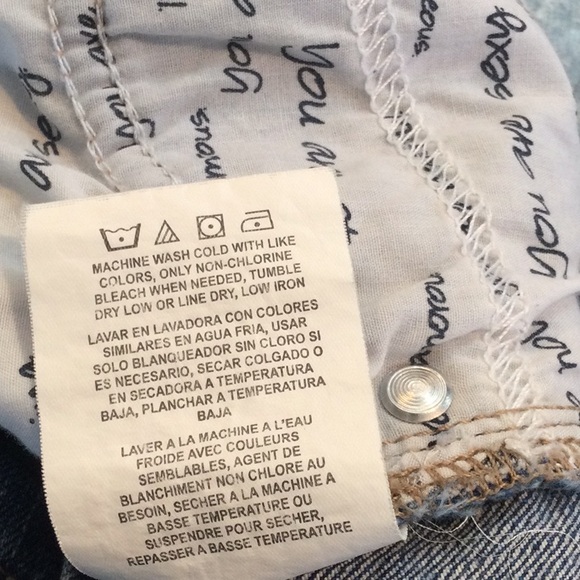 MACHINE WASH COLD WITH LIKE
COLORS, ONLY NON-CHLORINE
BLEACH WHEN NEEDED, TUMBLE
DRY LOW OR LINE DRY, LOW IRON
LAVAR EN LAVADORA CON COLORES
SIMILARES EN AGUA FRIA, USAR
SOLO BLANQUEADOR SIN CLORO SI
ES NECESARIO, SECAR COLGADO O
EN SECADORA A TEMPERATURA
BAJA, PLANCHAR A TEMPERATURA
BAJA
LAVER A LA MACHINE A L'EAU
FROIDE AVEC COULEURS
SEMBLABLES, AGENT DE
BLANCHIMENT NON CHLORE AU
BESOIN, SECHER A LA MACHINE A
BASSE TEMPERATURE OU
SUSPENDRE POUR SECHER,
REPASSER A BASSE TEMPERATURE
You are
You are sexy